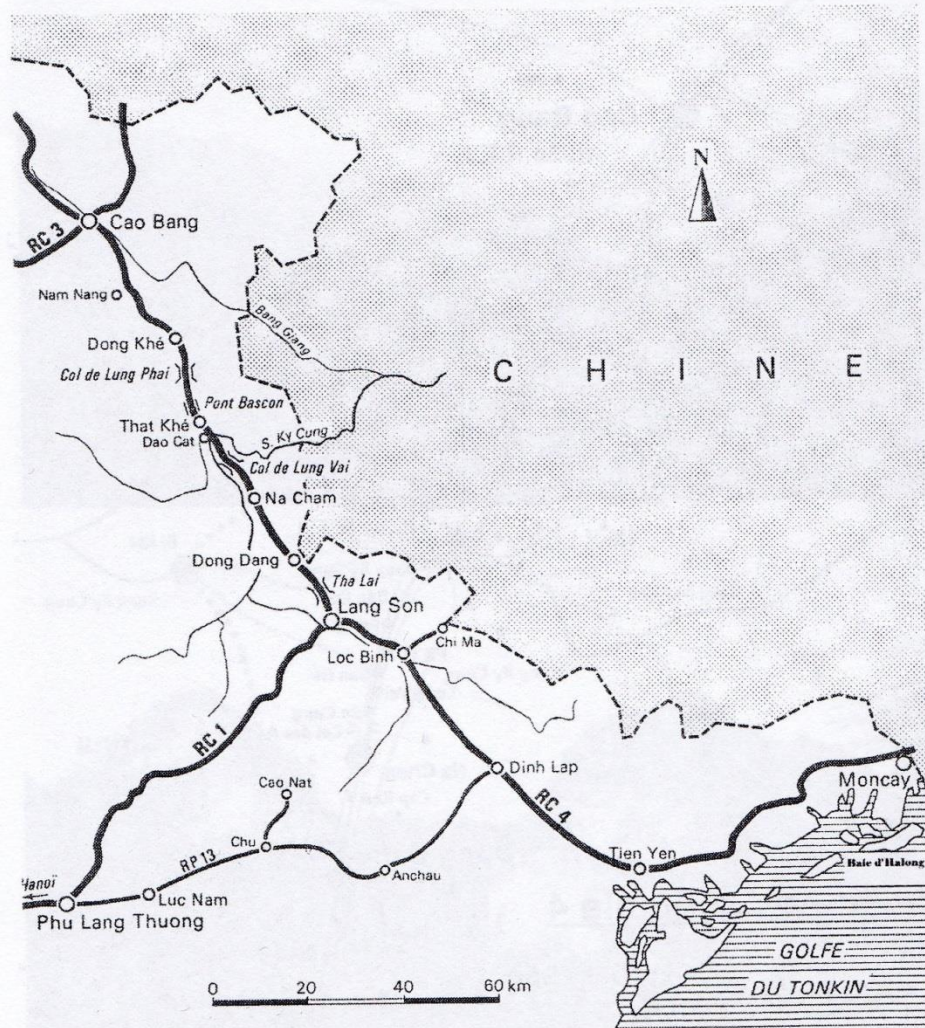 N
Cao Bang
RC 3
Nam Nang
Bang Giang
Dong Khé
CHINE
Col de Lung Phai
Pont Bascon
That Khé
Dao Cat
S. Ky Cung
Col de Lung Vai
Na Cham
Dong Dang
Tha Lai
Lang Son
Chi Ma
Loc Binh
RC 1
Dinh Lap
Moncay
Cao Nat
RC 4
Chu
RP 13
Tien Yen
Baie d'Halong
Anchau
Hanoï
Luc Nam
Phu Lang Thuong
GOLFE
DU TONKIN
0 20 40 60 km